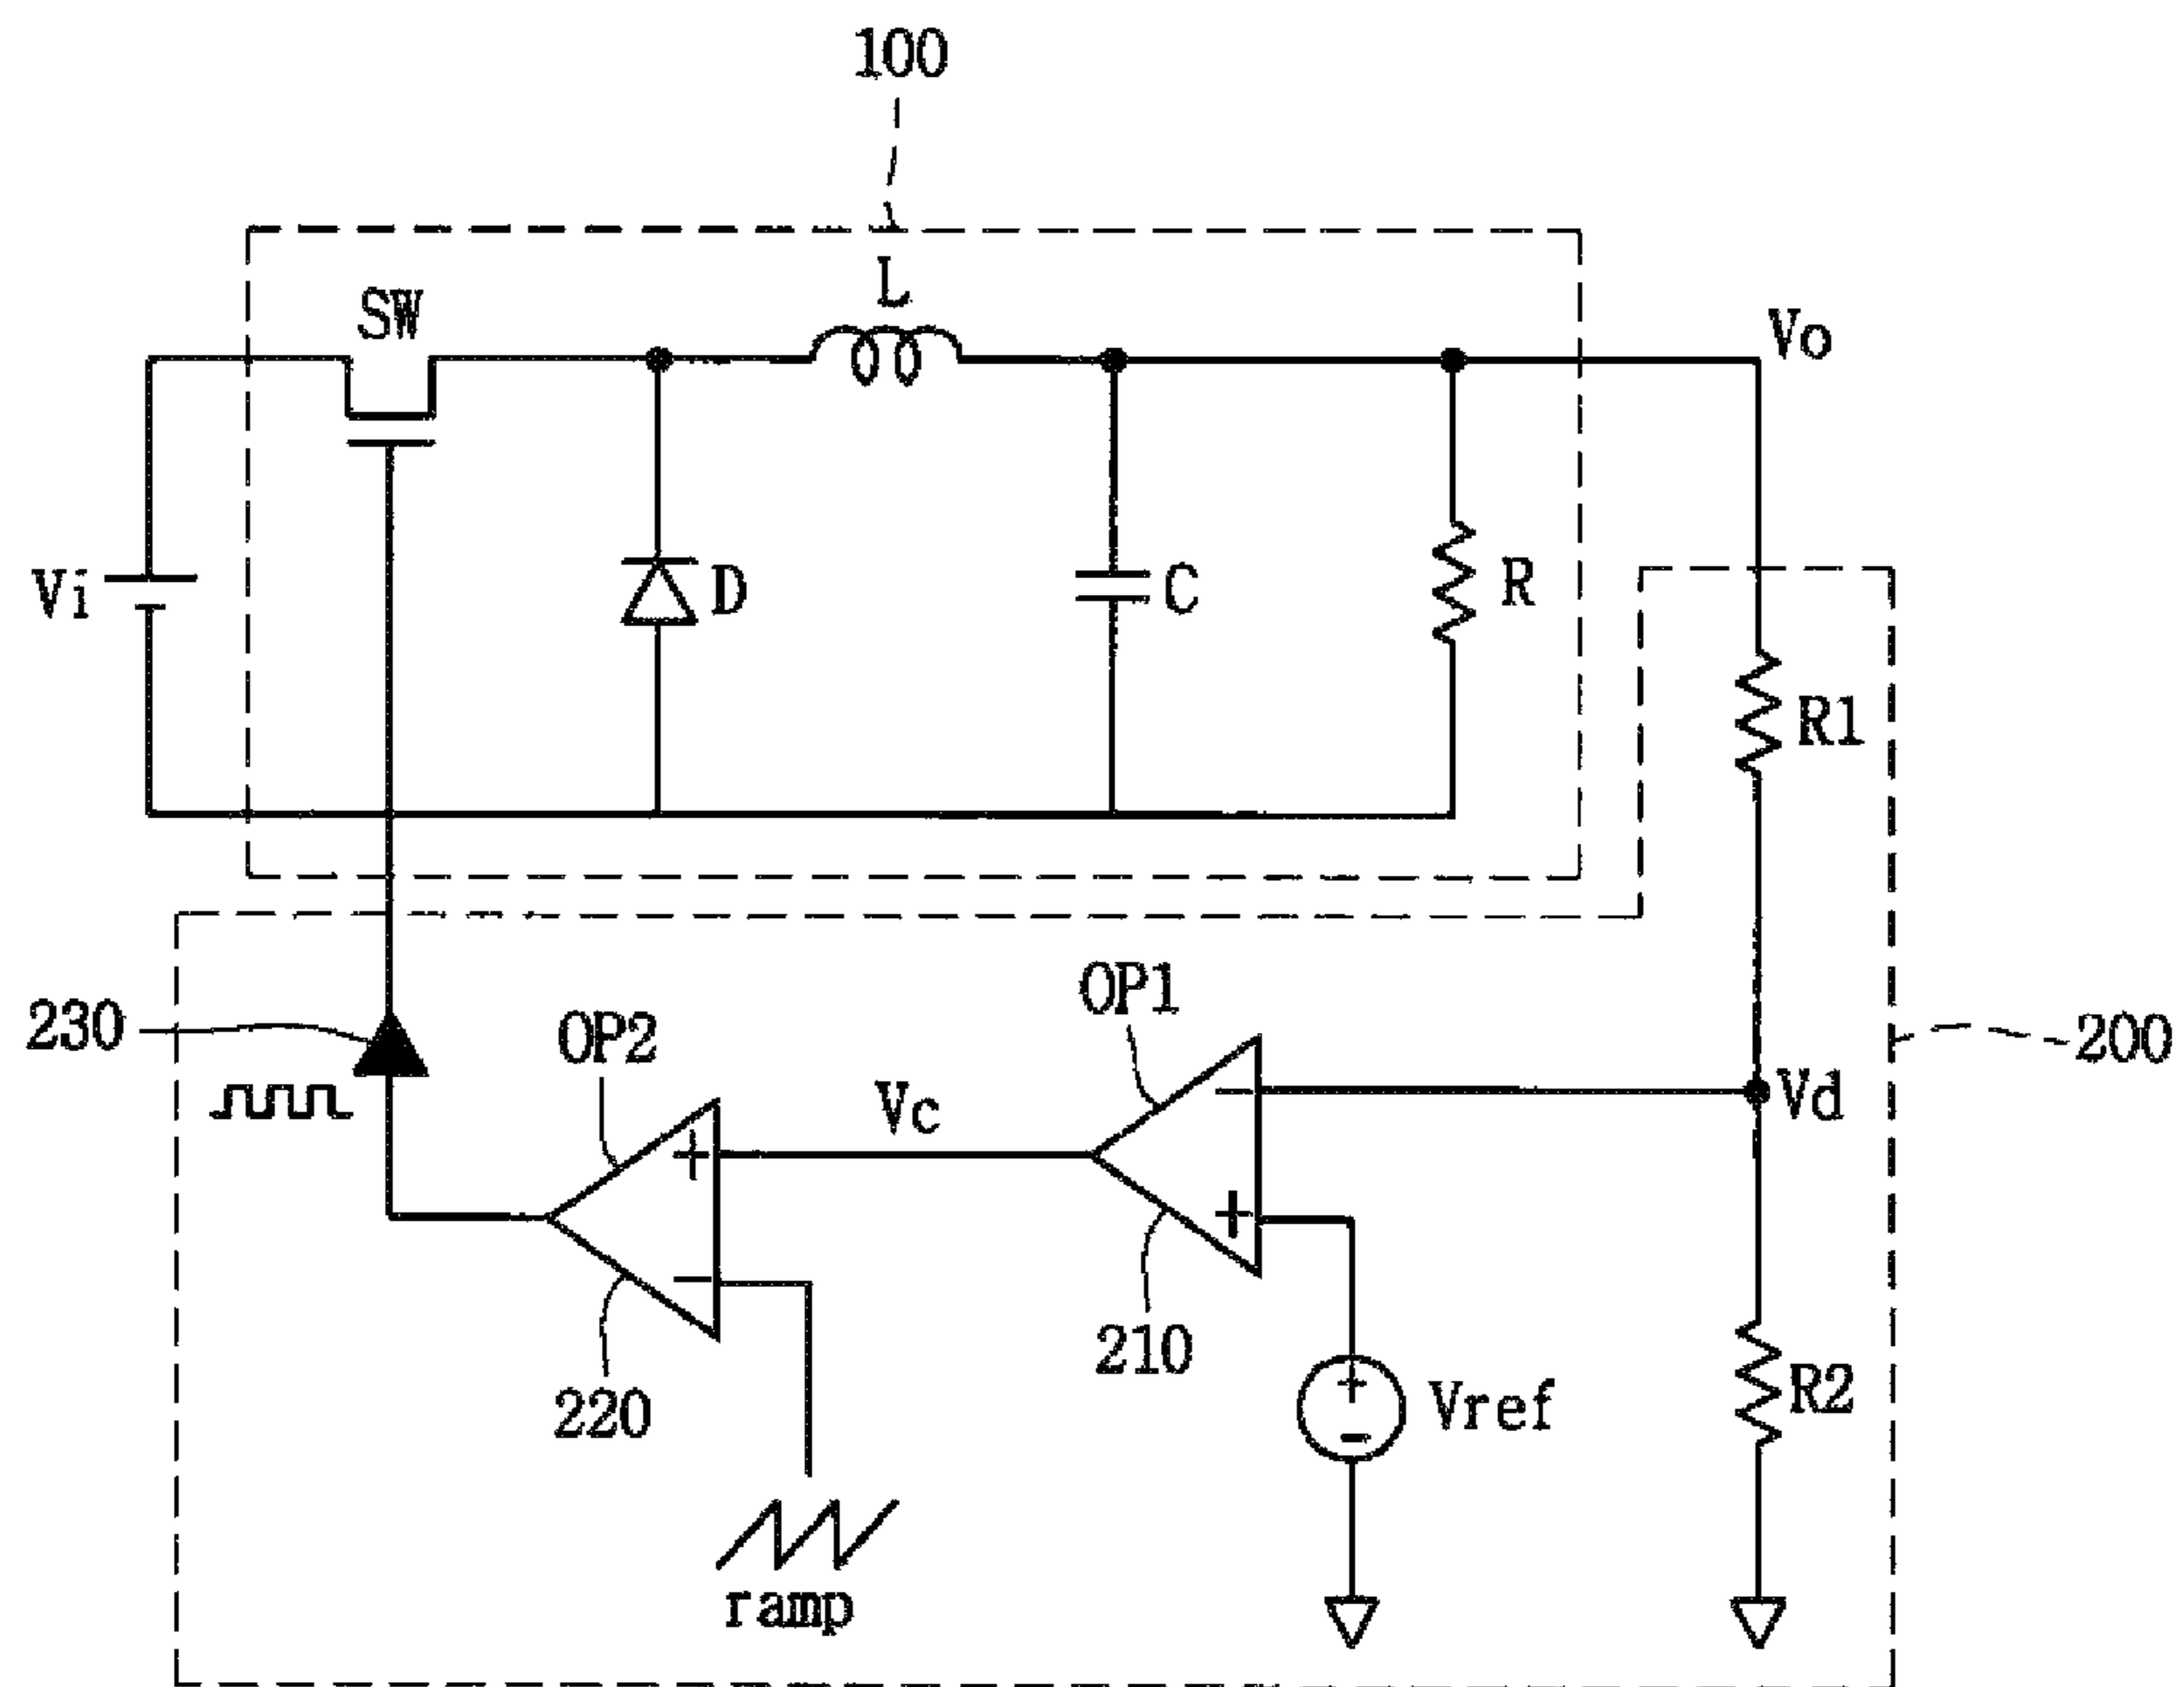 100
L
SW
Vo
Vi
D
C
R
R1
OP1
230
OP2
200
Vc
Vd
-
+
+
-
210
220
+
-
Vref
R2
ramp